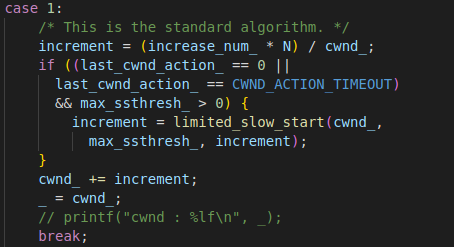 case 1:
/* This is the standard algorithm. */
increment = (increase_num_ * N) / cwnd_;
if ((last_cwnd_action_ == 0 ||
last_cwnd_action_ == CWND_ACTION_TIMEOUT)
&& max_ssthresh_ > 0) {
increment = limited_slow_start(cwnd_,
max_ssthresh_, increment);
}
cwnd_ += increment;
_ = cwnd_;
// printf("cwnd : %lf\n", _);
break;